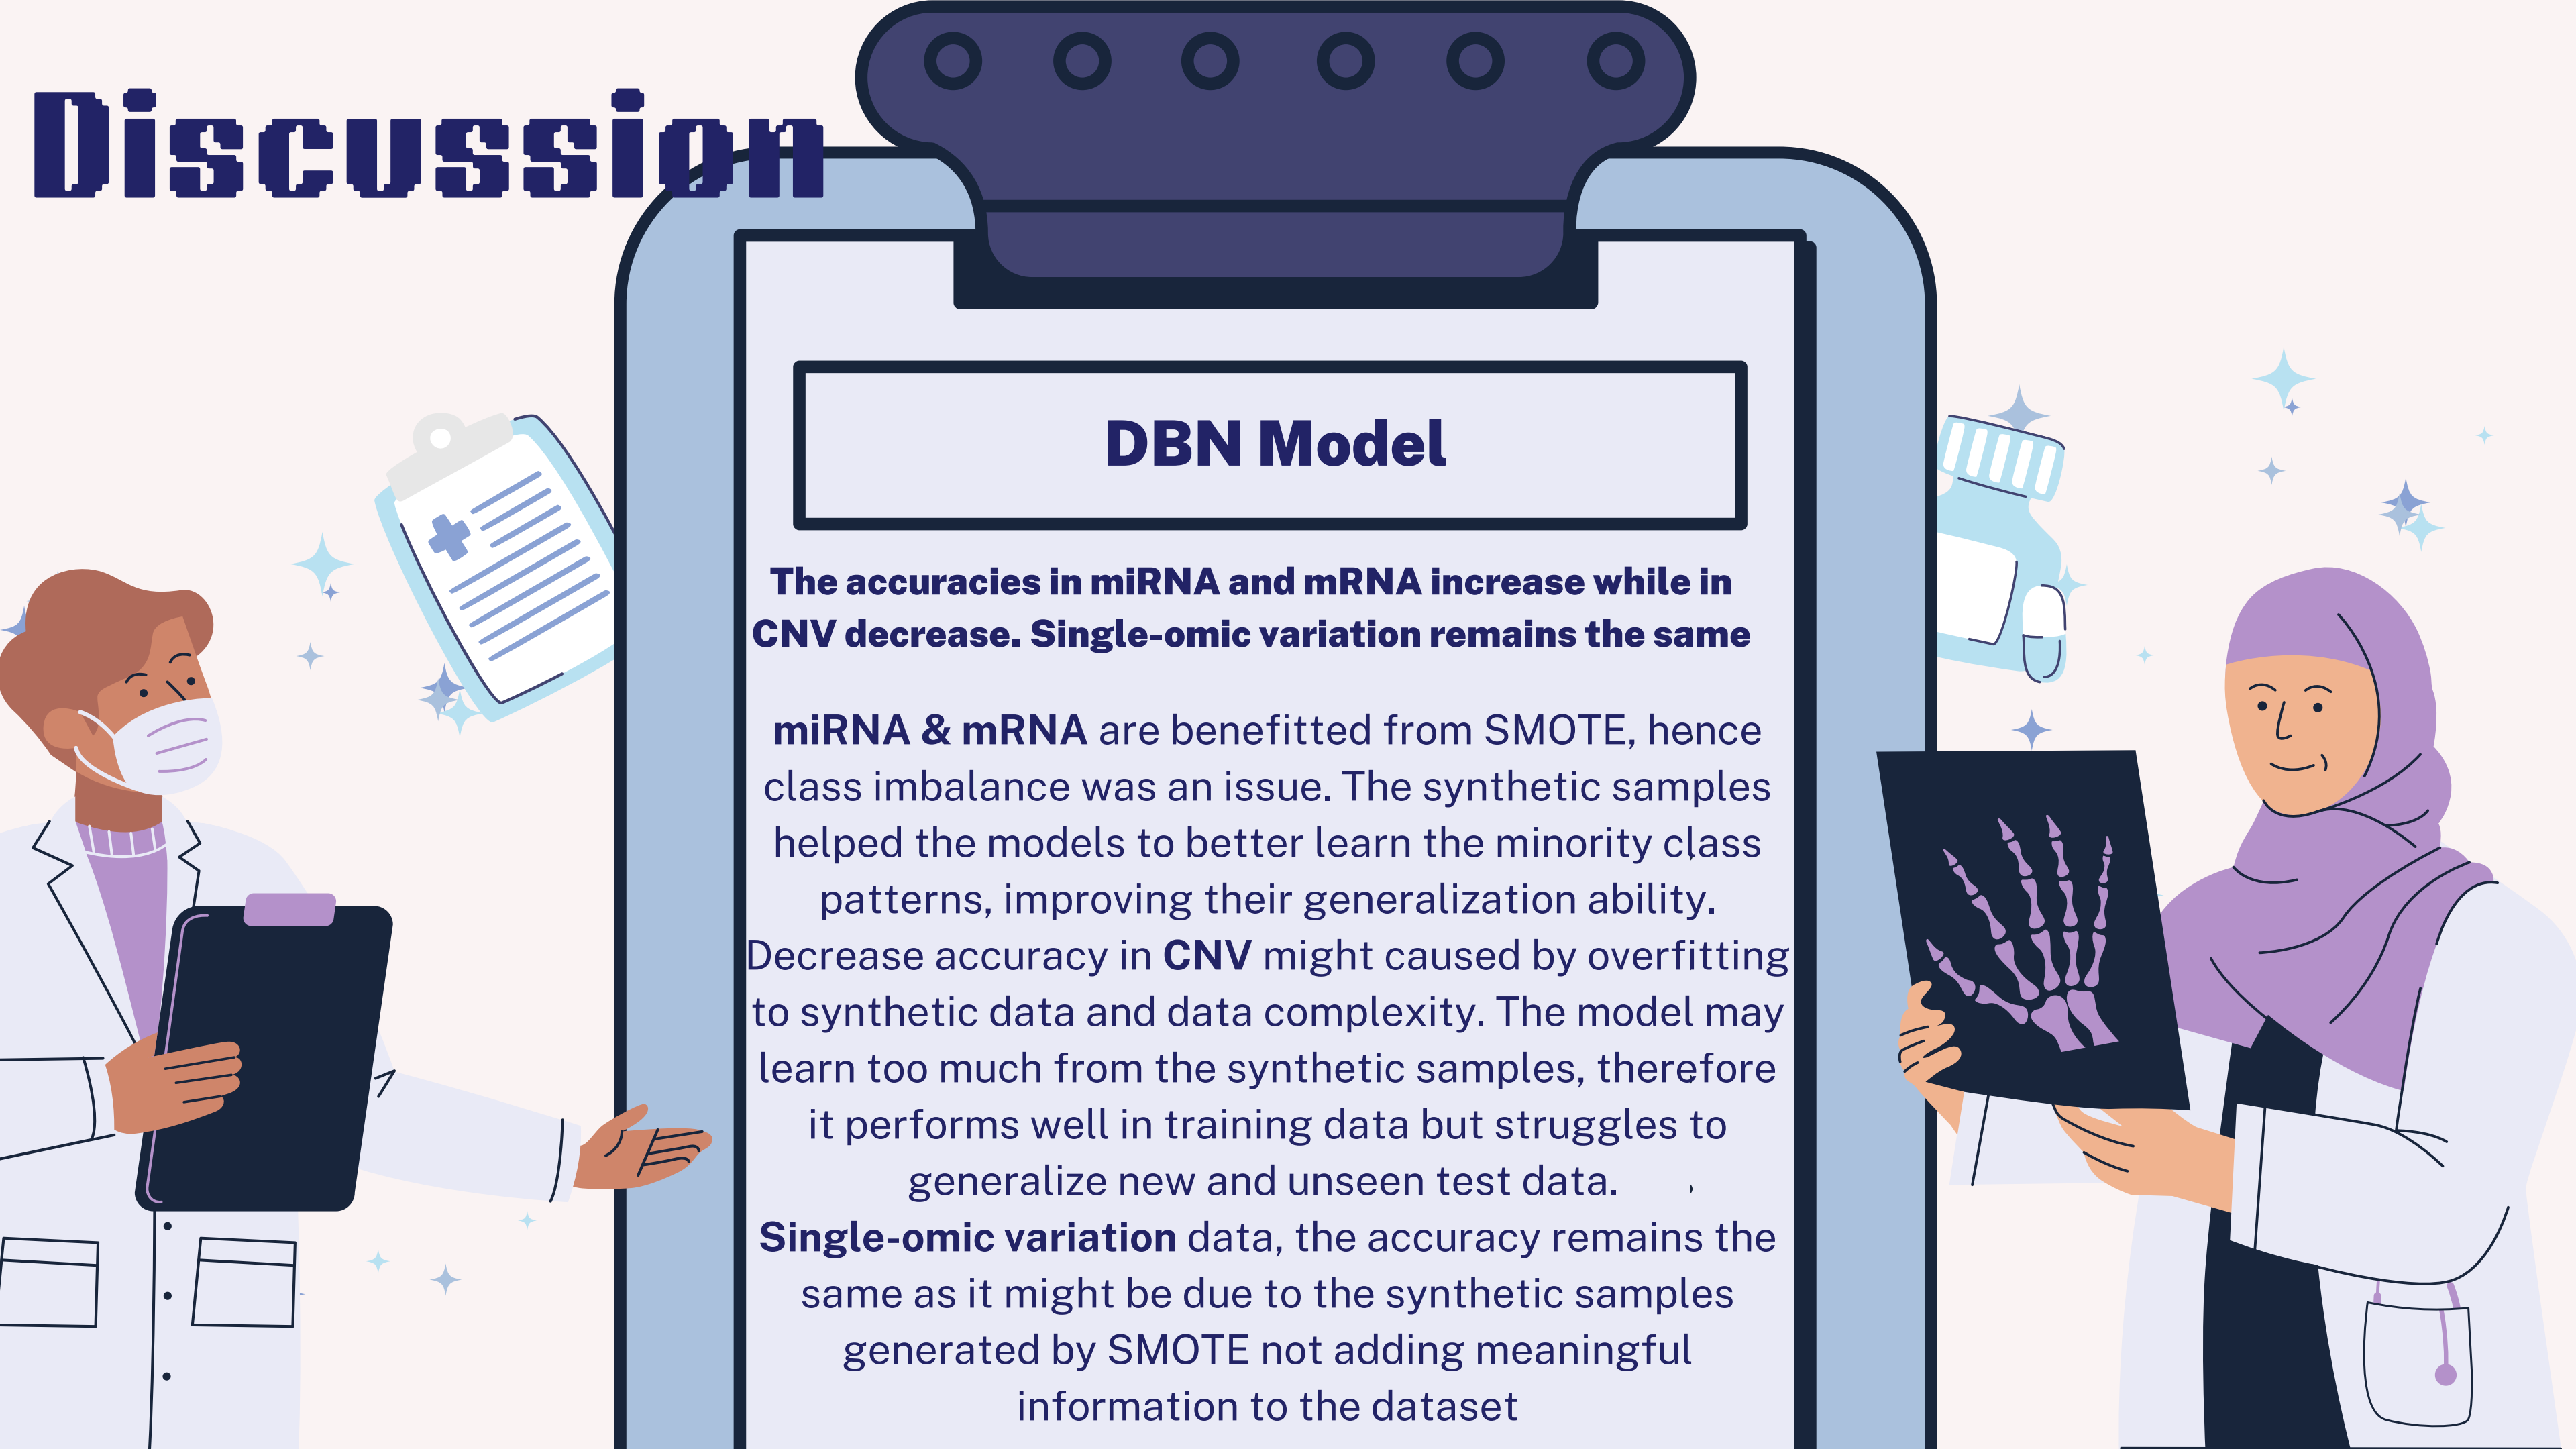 Discussion
DBN Model
The accuracies in miRNA and mRNA increase while in
CNV decrease. Single-omic variation remains the same
miRNA & mRNA are benefitted from SMOTE, hence
class imbalance was an issue. The synthetic samples
helped the models to better learn the minority class
patterns, improving their generalization ability.
Decrease accuracy in CNV might caused by overfitting
to synthetic data and data complexity. The model may
learn too much from the synthetic samples, therefore
it performs well in training data but struggles to
generalize new and unseen test data.
Single-omic variation data, the accuracy remains the
same as it might be due to the synthetic samples
generated by SMOTE not adding meaningful
information to the dataset